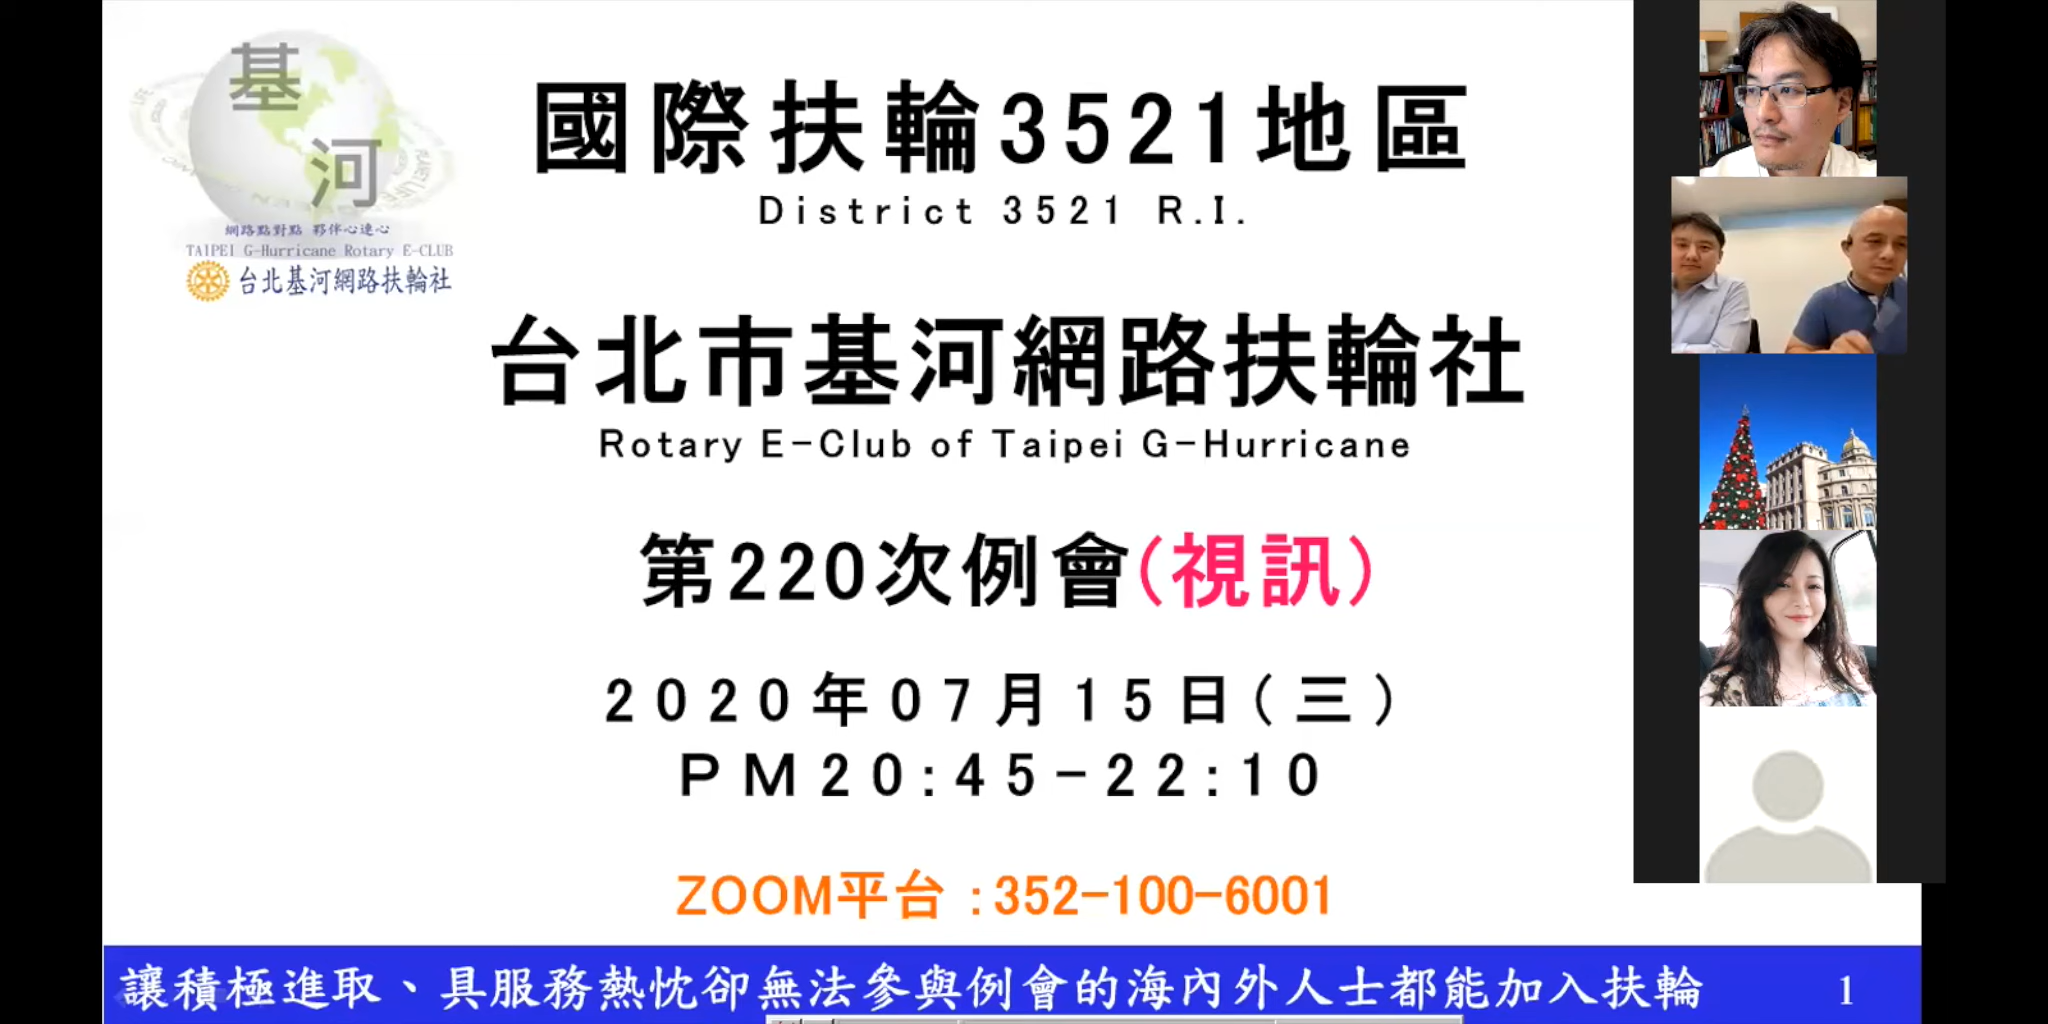 基
河
網路點對點 夥伴心連心
TAIPEI G-Hurricane Rotary E-CLUB
台北基河網路扶輪社
國際扶輪3521地區
District 3521 R.I.
台北市基河網路扶輪社
Rotary E-Club of Taipei G-Hurricane
第220次例會(視訊)
2020年07月15日(三)
PM20:45-22:10
ZOOM平台:352-100-6001
讓積極進取、具服務熱忱卻無法參與例會的海內外人士都能加入扶輪
1